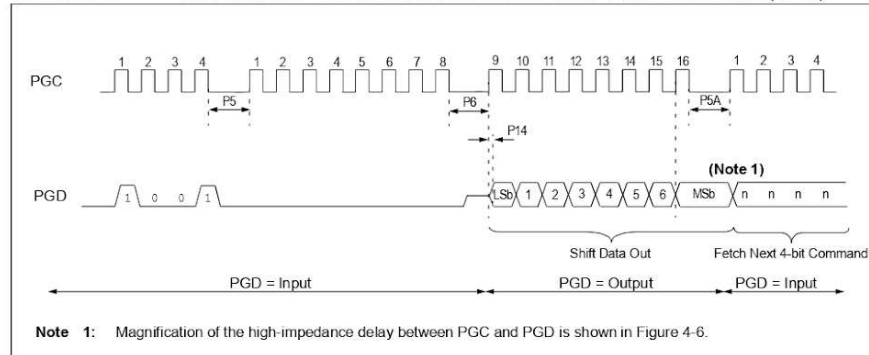 1 2 3 4 1 2 3 4 5 6 7 8 9 10 11 12 13 14 15 16 1 2 3 4
PGC
P5 P6 P5A
P14
(Note 1)
PGD 1 0 0 1 LSb 1 2 3 4 5 6 MSb n n n n
Shift Data Out Fetch Next 4-bit Command
PGD = Input PGD = Output PGD = Input
Note 1: Magnification of the high-impedance delay between PGC and PGD is shown in Figure 4-6.